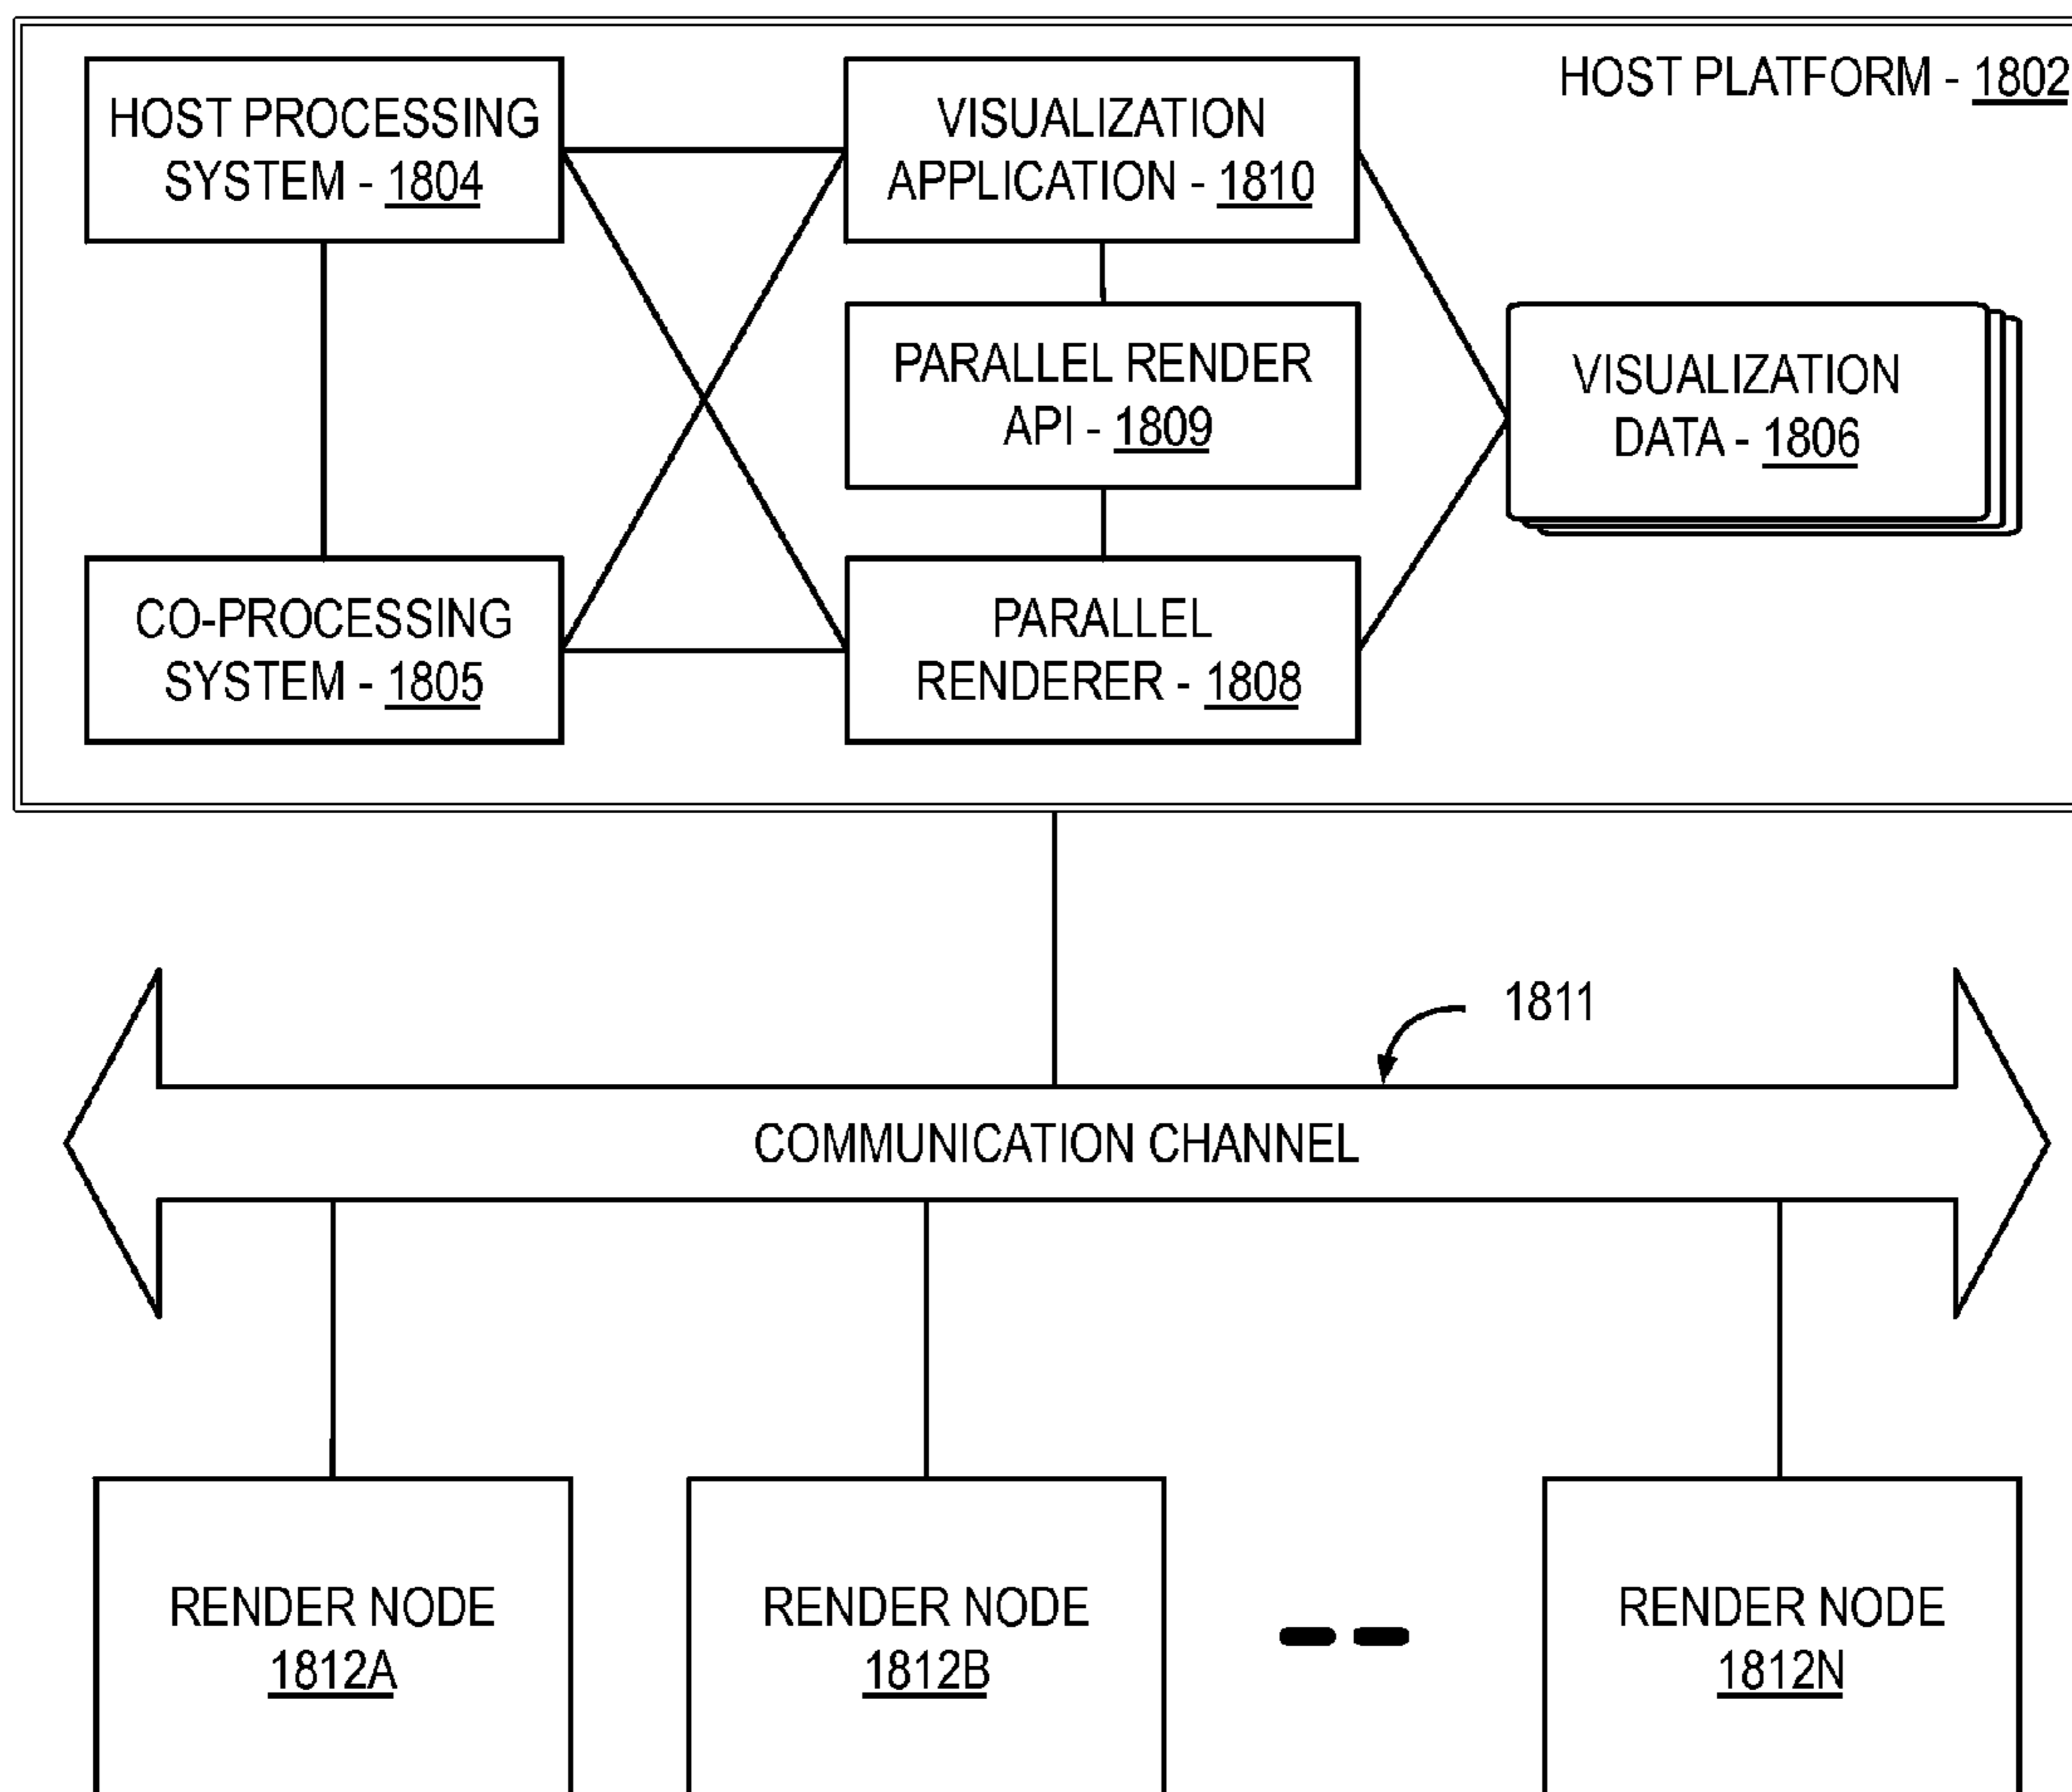 HOST PLATFORM - 1802
HOST PROCESSING
SYSTEM - 1804
VISUALIZATION
APPLICATION - 1810
PARALLEL RENDER
API - 1809
VISUALIZATION
DATA - 1806
CO-PROCESSING
SYSTEM - 1805
PARALLEL
RENDERER - 1808
1811
COMMUNICATION CHANNEL
RENDER NODE
1812A
RENDER NODE
1812B
RENDER NODE
1812N